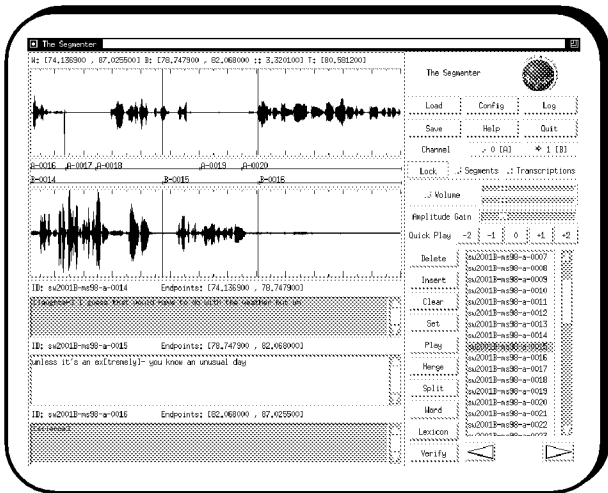 The Segmenter
W: [74,136900 , 87.025500] B: [78,747900 , 82,068000 :: 3,320100] T: [80,581200]
The Segmenter
Load Config Log
Save Help Quit
Channel 0 [A] 1 [B]
A-0016 A-0017 A-0018 A-0019 A-0020
Lock Segments Transcriptions
B-0014 B-0015 B-0016
Volume
Amplitude Gain
Quick Play -2 -1 0 +1 +2
ID: sw2001B-ms98-a-0014 Endpoints: [74,136900 , 78,747900]
[laughter] i guess that would have to do with the weather but um
ID: sw2001B-ms98-a-0015 Endpoints: [78,747900 , 82,068000]
unless it's an ex[tremely]- you know an unusual day
ID: sw2001B-ms98-a-0016 Endpoints: [82,068000 , 87,025500]
[silence]
Delete
Insert
Clear
Set
Play
Merge
Split
Word
Lexicon
Verify
sw2001B-ms98-a-0007
sw2001B-ms98-a-0008
sw2001B-ms98-a-0009
sw2001B-ms98-a-0010
sw2001B-ms98-a-0011
sw2001B-ms98-a-0012
sw2001B-ms98-a-0013
sw2001B-ms98-a-0014
sw2001B-ms98-a-0015
sw2001B-ms98-a-0016
sw2001B-ms98-a-0017
sw2001B-ms98-a-0018
sw2001B-ms98-a-0019
sw2001B-ms98-a-0020
sw2001B-ms98-a-0021
sw2001B-ms98-a-0022